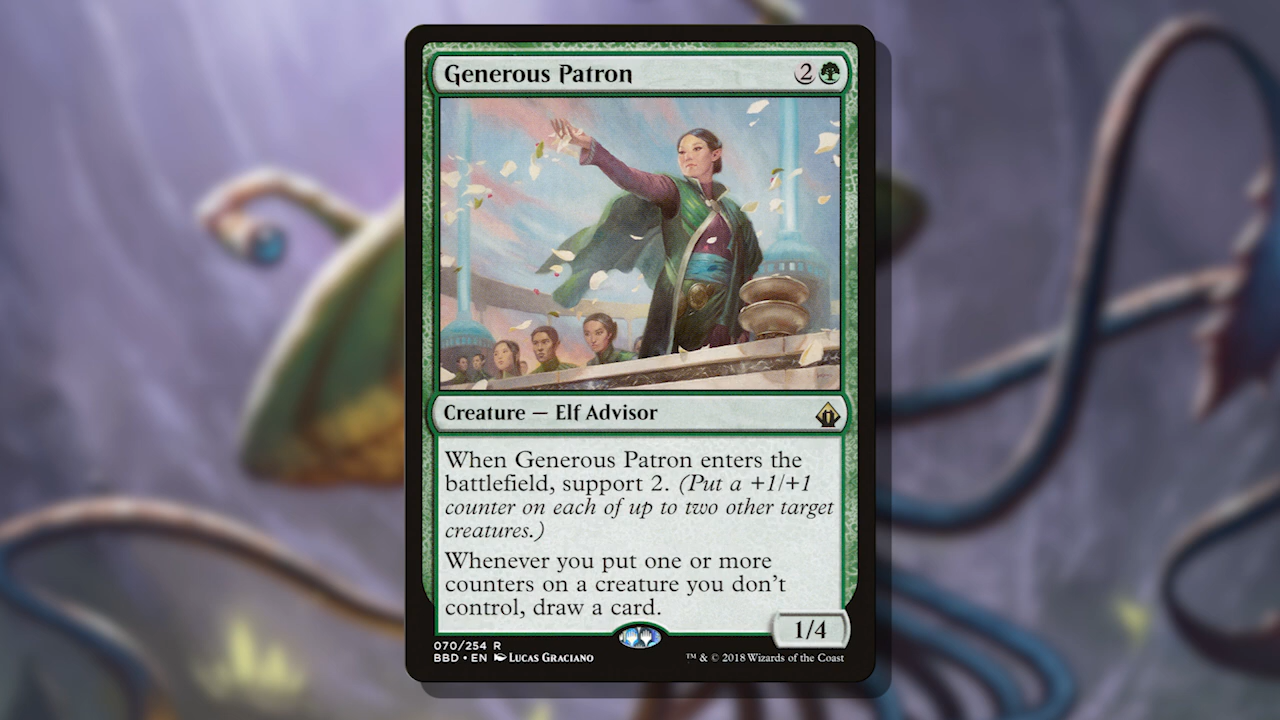 Generous Patron 2
Creature — Elf Advisor
When Generous Patron enters the
battlefield, support 2. (Put a +1/+1
counter on each of up to two other target
creatures.)
Whenever you put one or more
counters on a creature you don't
control, draw a card.
1/4
070/254 R
BBD • EN Lucas Graciano
™ & © 2018 Wizards of the Coast